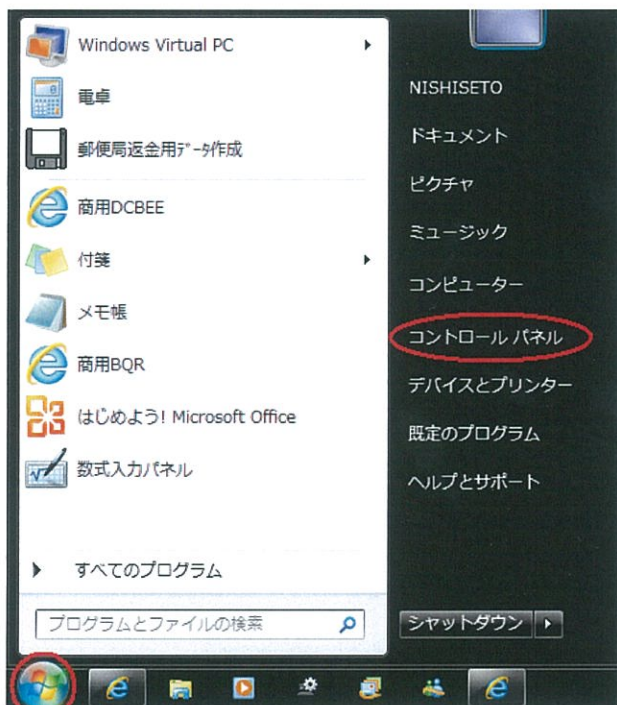 Windows Virtual PC
電卓
郵便局返金用ﾃﾞｰﾀ作成
商用DCBEE
付箋
メモ帳
商用BQR
はじめよう! Microsoft Office
数式入力パネル
すべてのプログラム
プログラムとファイルの検索
NISHISETO
ドキュメント
ピクチャ
ミュージック
コンピューター
コントロール パネル
デバイスとプリンター
既定のプログラム
ヘルプとサポート
シャットダウン